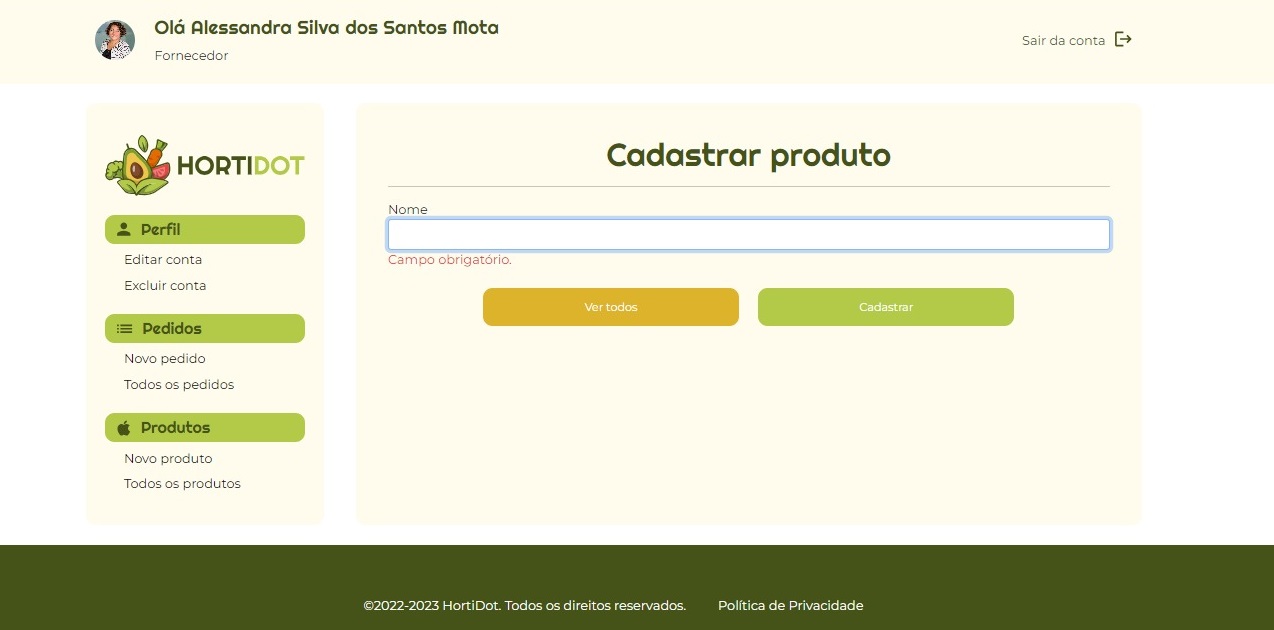 Olá Alessandra Silva dos Santos Mota
Fornecedor
Sair da conta
HORTIDOT
Perfil
Editar conta
Excluir conta
Pedidos
Novo pedido
Todos os pedidos
Produtos
Novo produto
Todos os produtos
Cadastrar produto
Nome
Campo obrigatório.
Ver todos
Cadastrar
©2022-2023 HortiDot. Todos os direitos reservados.
Política de Privacidade